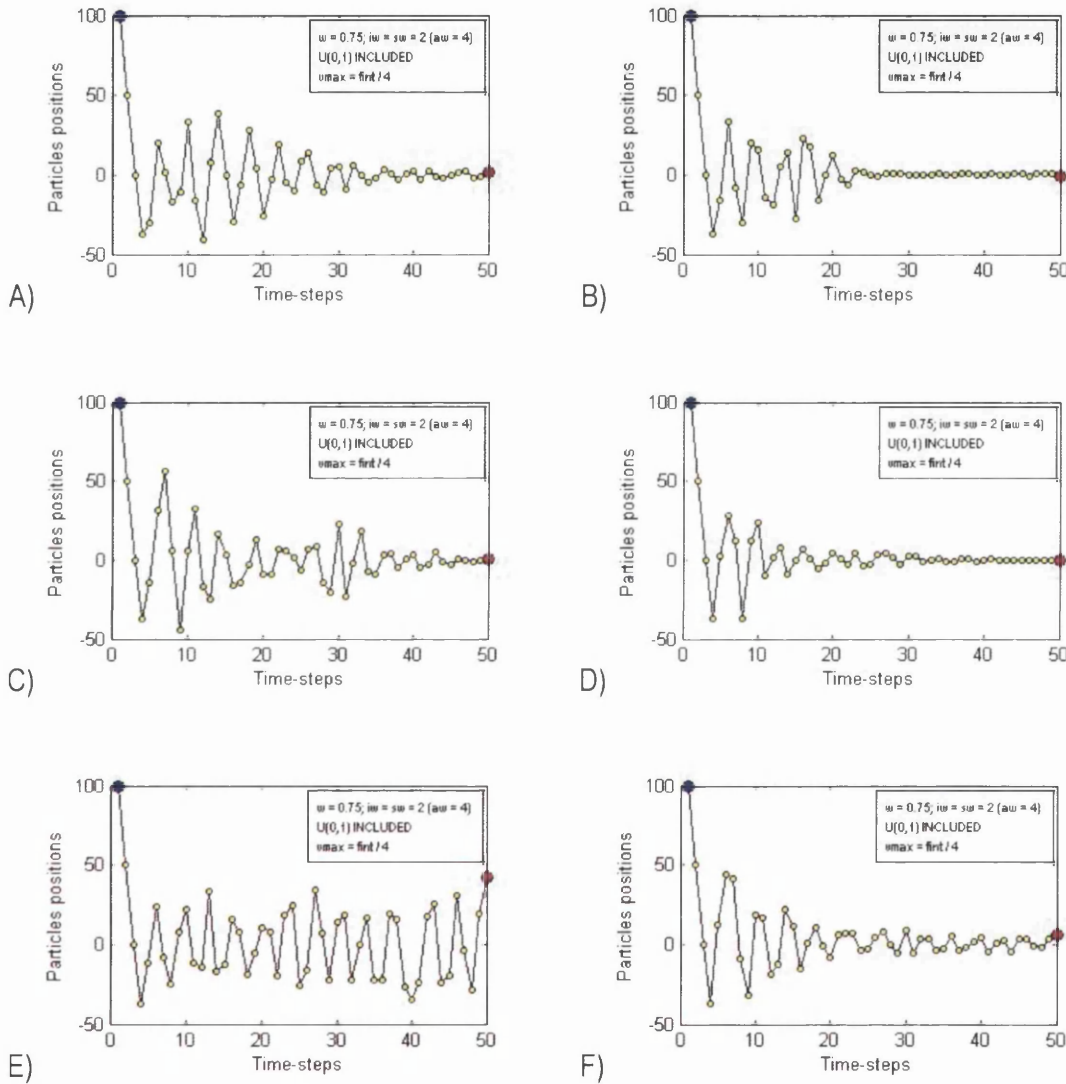 100
50
0
-50
Particles positions
w = 0.75; iw = sw = 2 (aw = 4)
U(0,1) INCLUDED
vmax = fint / 4
0 10 20 30 40 50
Time-steps
A)
100
50
0
-50
Particles positions
w = 0.75; iw = sw = 2 (aw = 4)
U(0,1) INCLUDED
vmax = fint / 4
0 10 20 30 40 50
Time-steps
B)
100
50
0
-50
Particles positions
w = 0.75; iw = sw = 2 (aw = 4)
U(0,1) INCLUDED
vmax = fint / 4
0 10 20 30 40 50
Time-steps
C)
100
50
0
-50
Particles positions
w = 0.75; iw = sw = 2 (aw = 4)
U(0,1) INCLUDED
vmax = fint / 4
0 10 20 30 40 50
Time-steps
D)
100
50
0
-50
Particles positions
w = 0.75; iw = sw = 2 (aw = 4)
U(0,1) INCLUDED
vmax = fint / 4
0 10 20 30 40 50
Time-steps
E)
100
50
0
-50
Particles positions
w = 0.75; iw = sw = 2 (aw = 4)
U(0,1) INCLUDED
vmax = fint / 4
0 10 20 30 40 50
Time-steps
F)